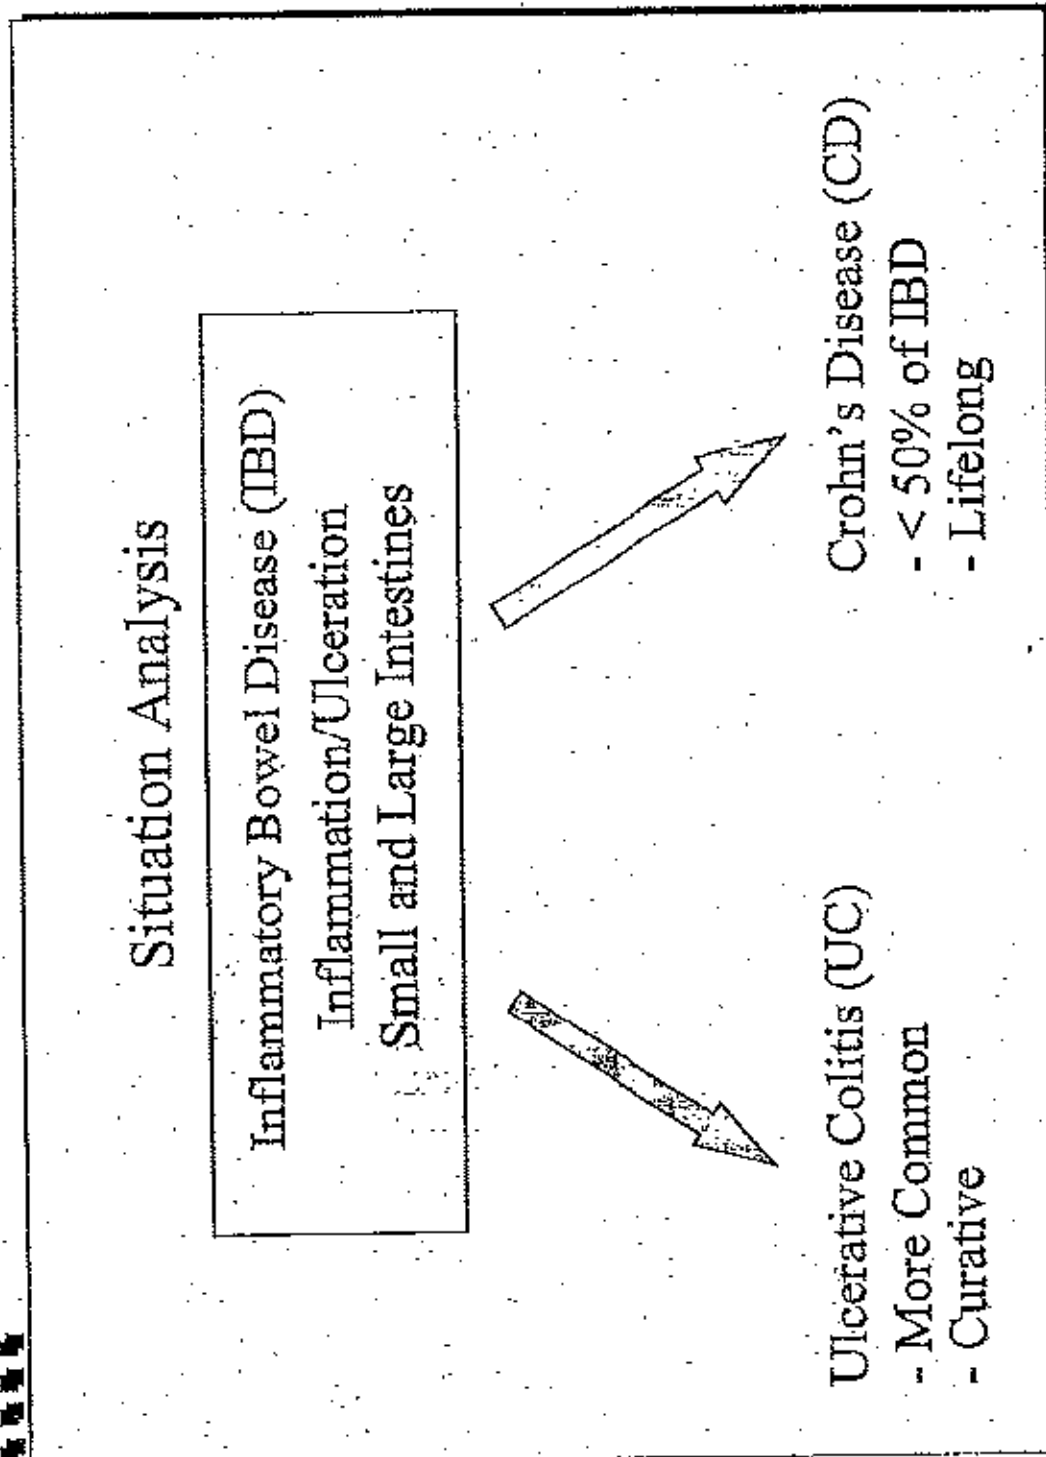 Situation Analysis
Inflammatory Bowel Disease (IBD)
Inflammation/Ulceration
Small and Large Intestines
Ulcerative Colitis (UC)
- More Common
- Curative
Crohn's Disease (CD)
- < 50% of IBD
- Lifelong